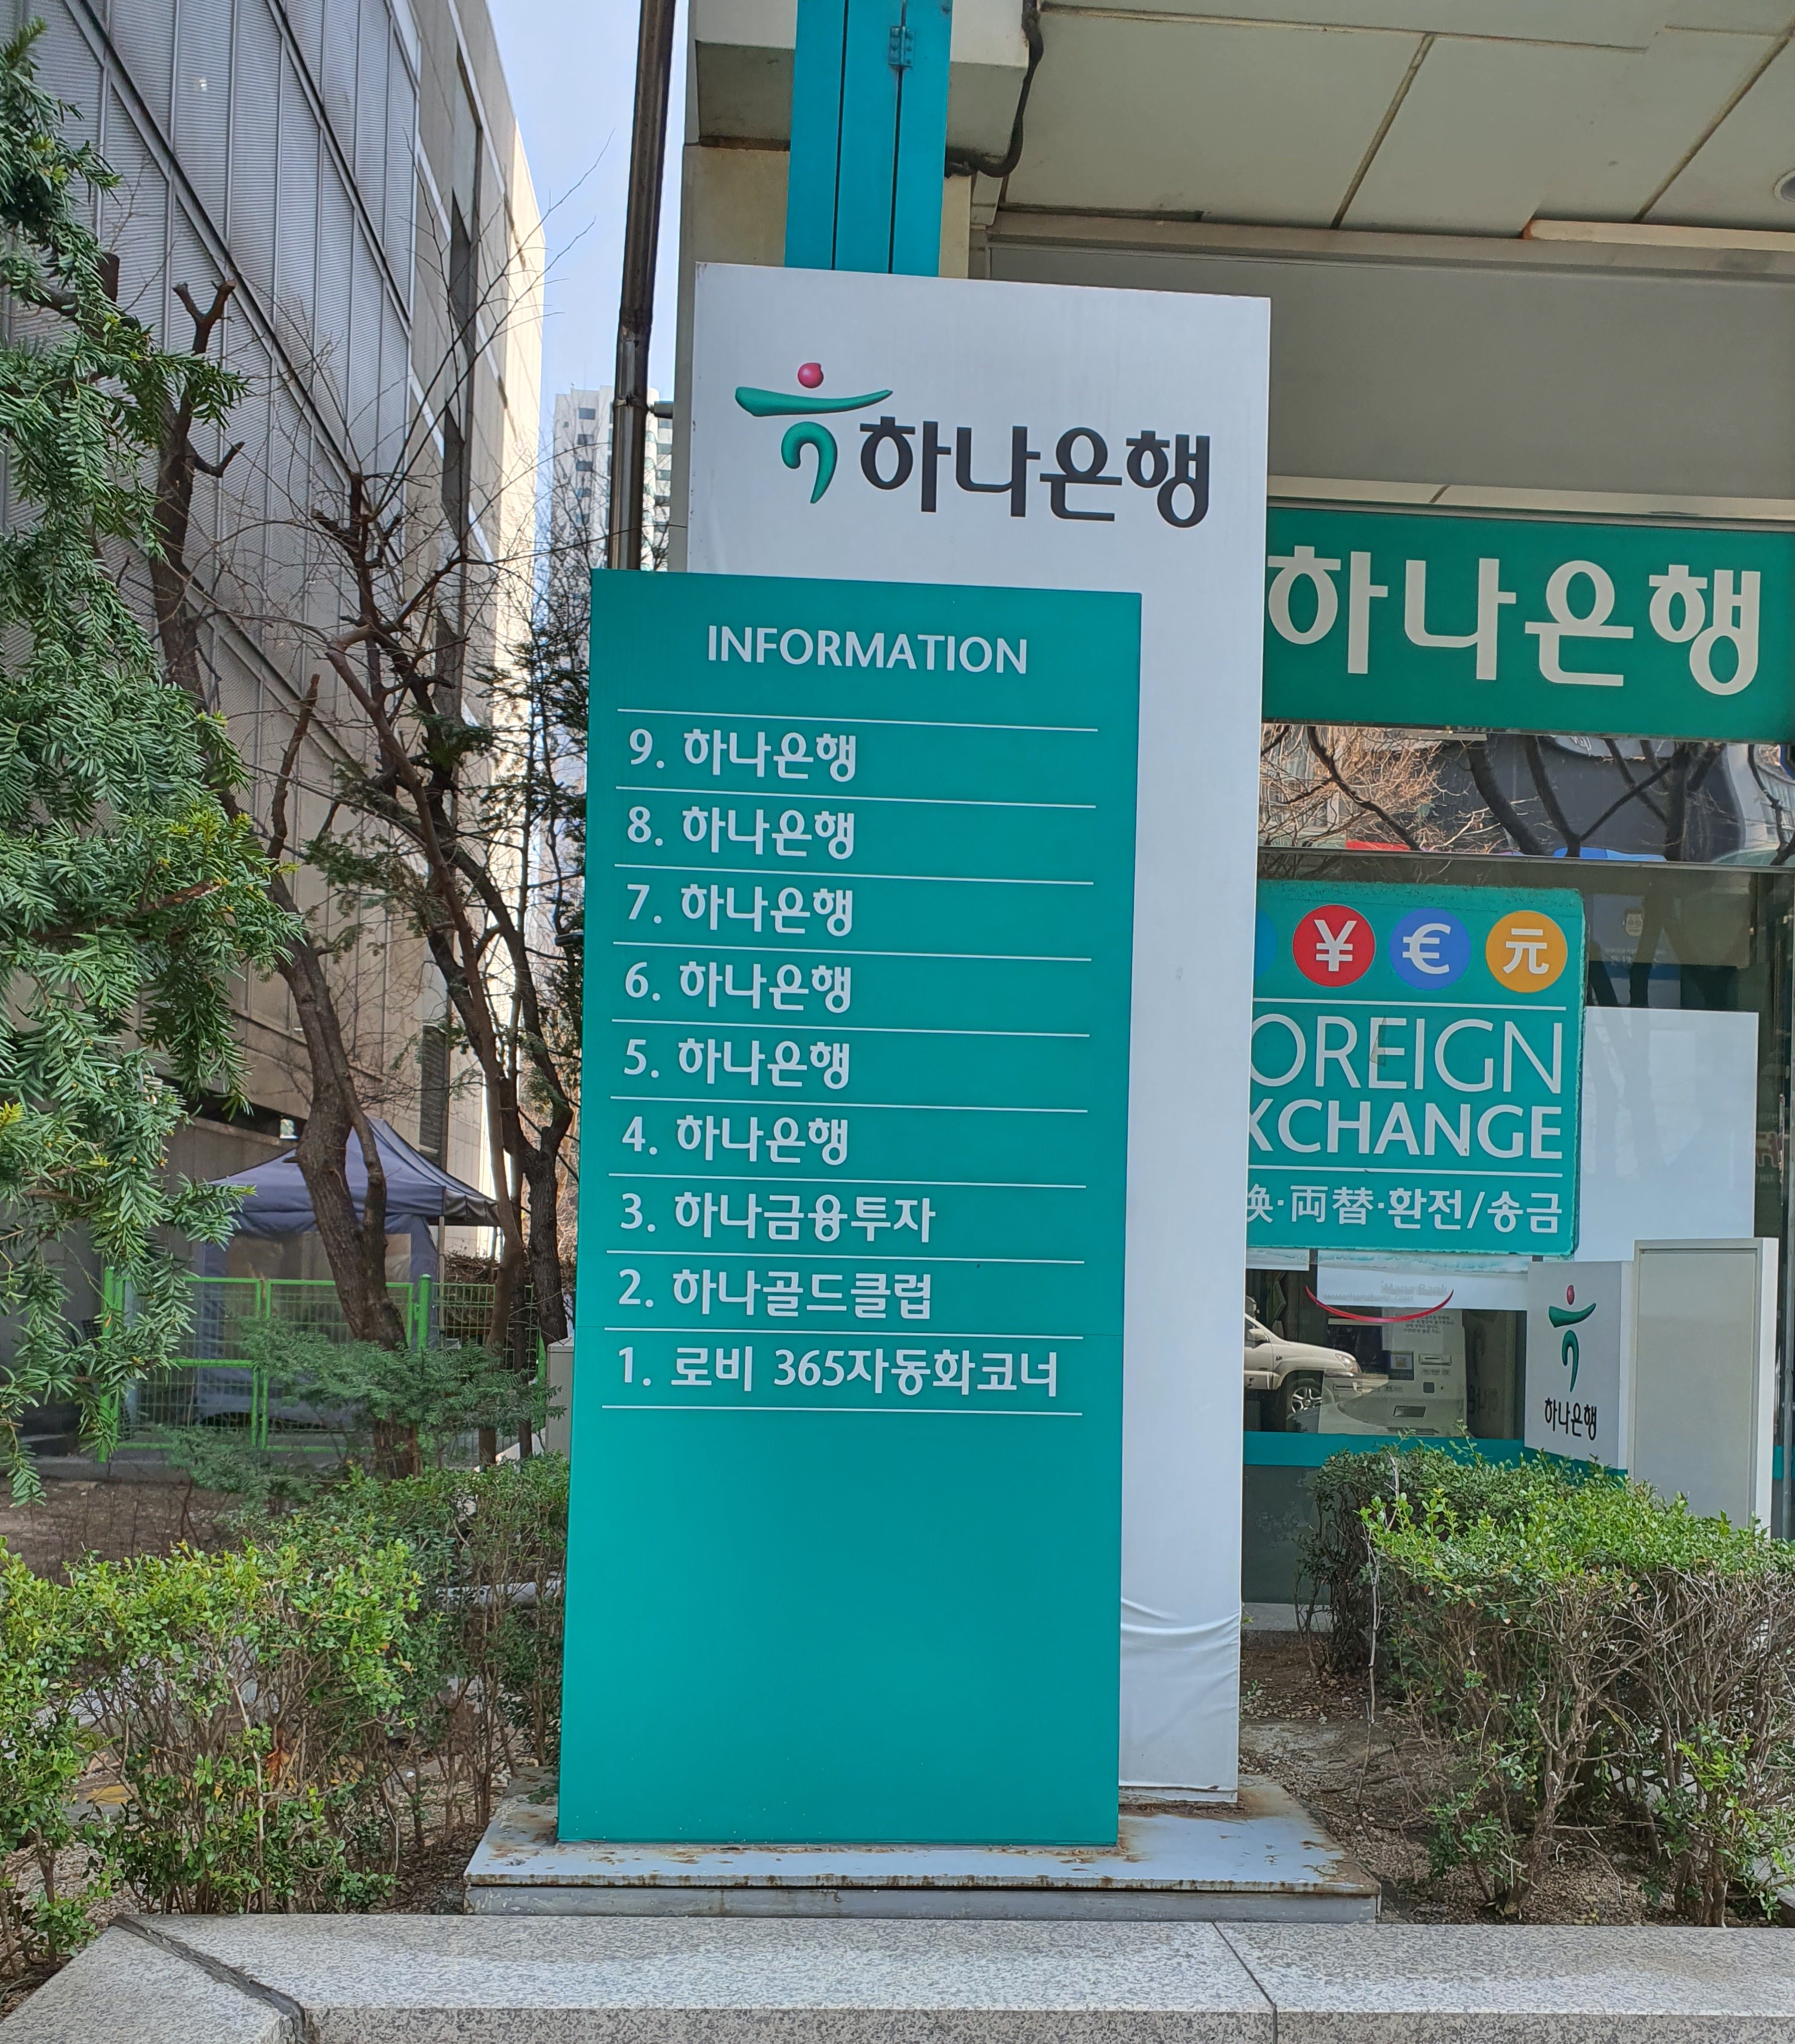 하나은행
INFORMATION
9. 하나은행
8. 하나은행
7. 하나은행
6. 하나은행
5. 하나은행
4. 하나은행
3. 하나금융투자
2. 하나골드클럽
1. 로비 365자동화코너
하나은행
¥ € 元
OREIGN
XCHANGE
换·両替·환전/송금
하나은행